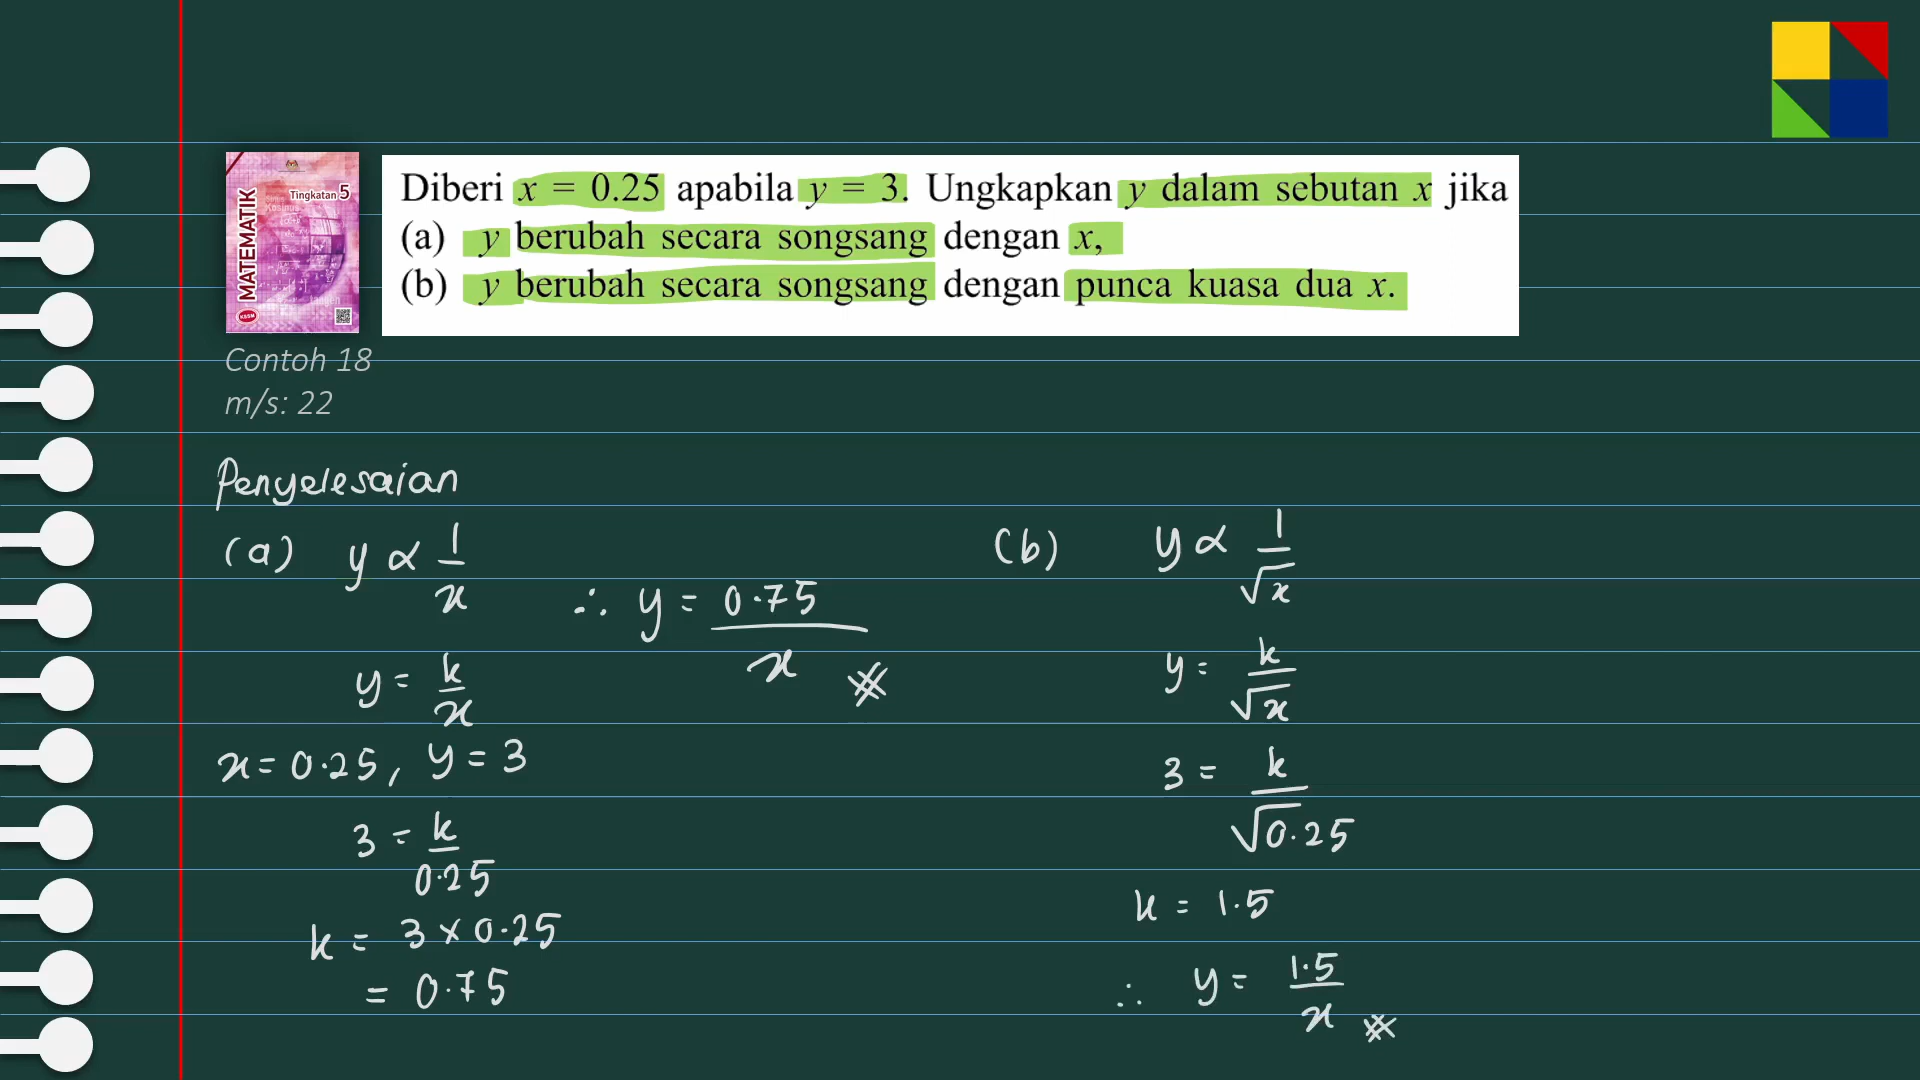 Diberi x = 0.25 apabila y = 3. Ungkapkan y dalam sebutan x jika
(a) y berubah secara songsang dengan x,
(b) y berubah secara songsang dengan punca kuasa dua x.
MATEMATIK
Tingkatan 5
KSSM
Contoh 18
m/s: 22
Penyelesaian
(a) y ∝ 1/x
y = k/x
x = 0.25, y = 3
3 = k/0.25
k = 3 × 0.25
= 0.75
∴ y = 0.75/x
(b) y ∝ 1/√x
y = k/√x
3 = k/√0.25
k = 1.5
∴ y = 1.5/x